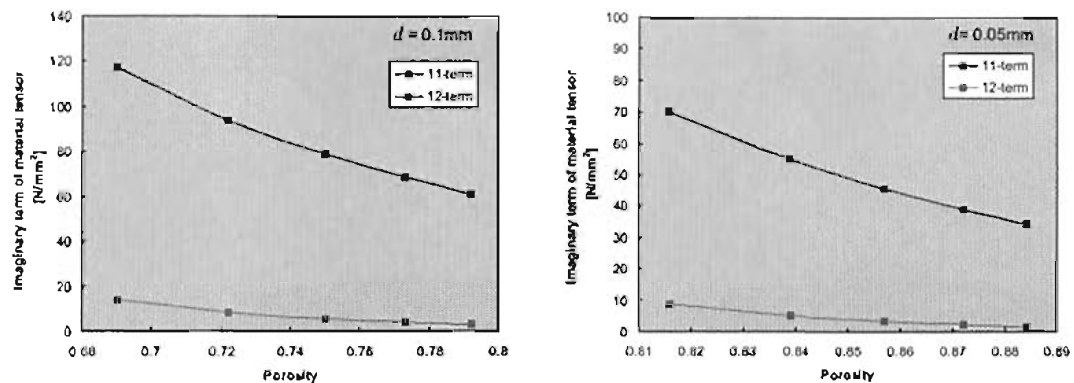 140
120
100
80
60
40
20
0
0.68
0.7
0.72
0.74
0.76
0.78
0.8
Imaginary term of material tensor
[N/mm²]
Porosity
d = 0.1mm
11-term
12-term
100
90
80
70
60
50
40
30
20
10
0
0.81
0.82
0.83
0.84
0.85
0.86
0.87
0.88
0.89
Imaginary term of material tensor
[N/mm²]
Porosity
d = 0.05mm
11-term
12-term